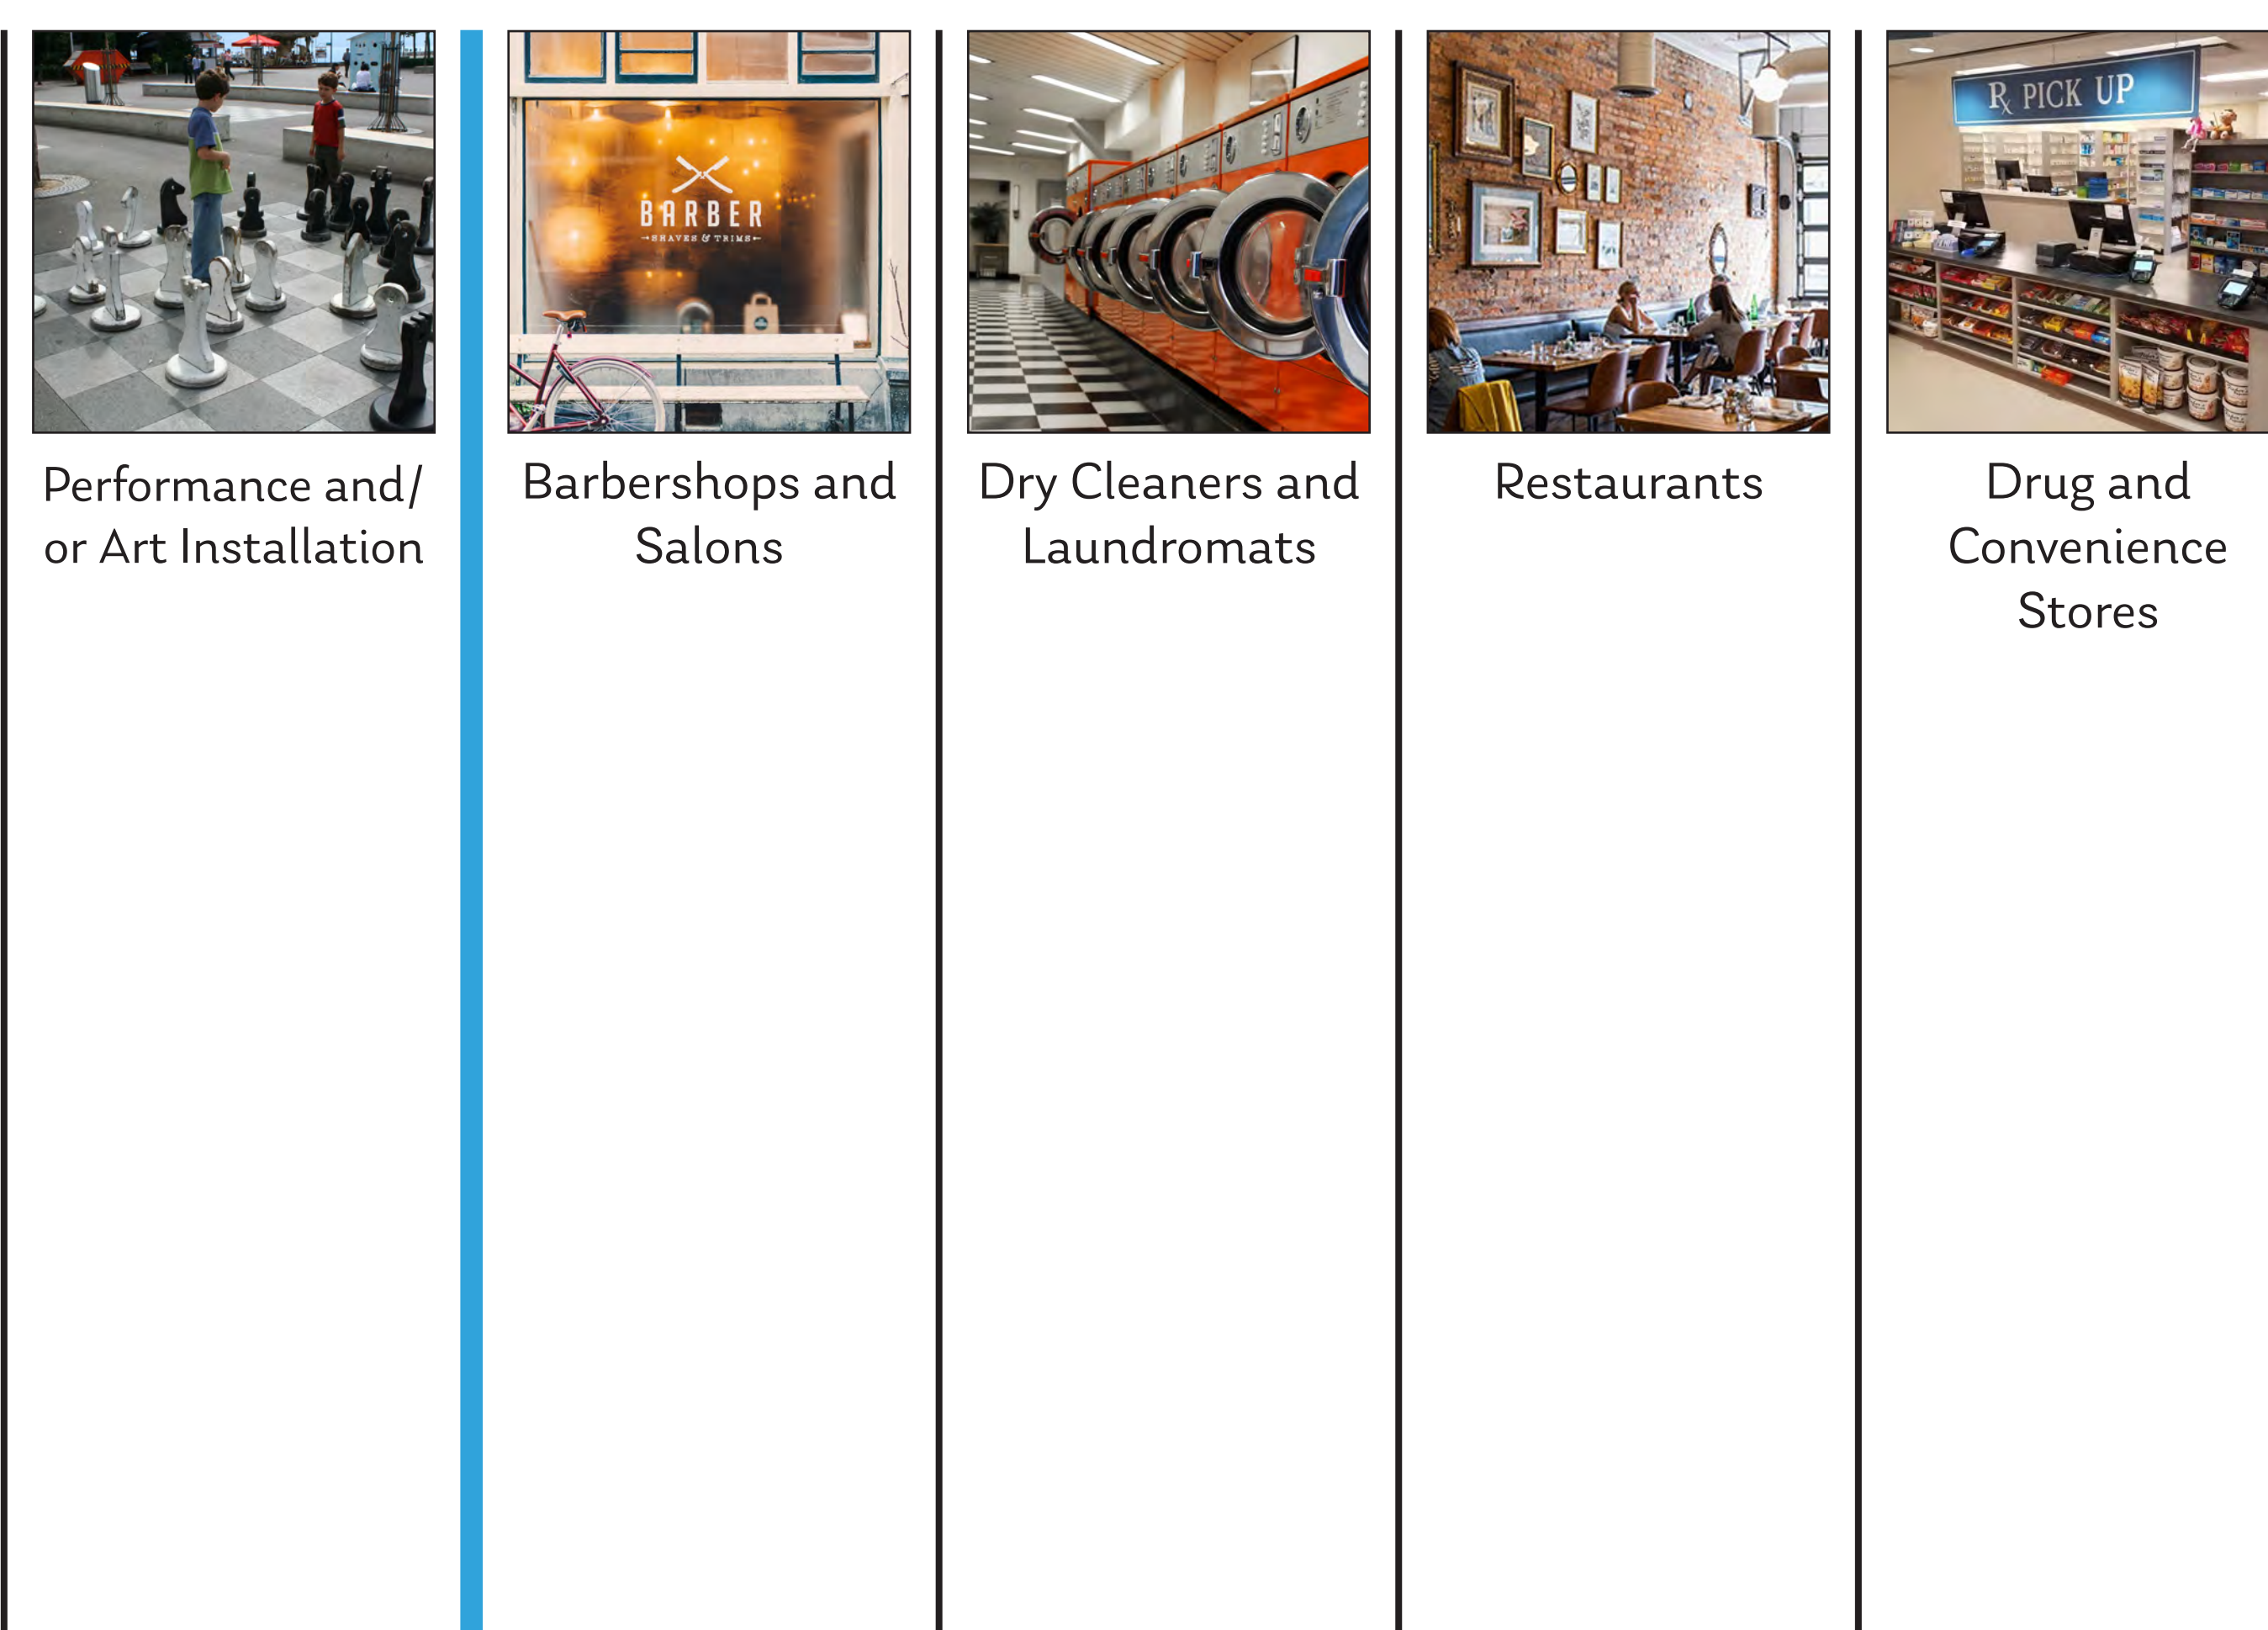 Rx PICK UP
BARBER
SHAVES & TRIMS
Performance and/
or Art Installation
Barbershops and
Salons
Dry Cleaners and
Laundromats
Restaurants
Drug and
Convenience
Stores